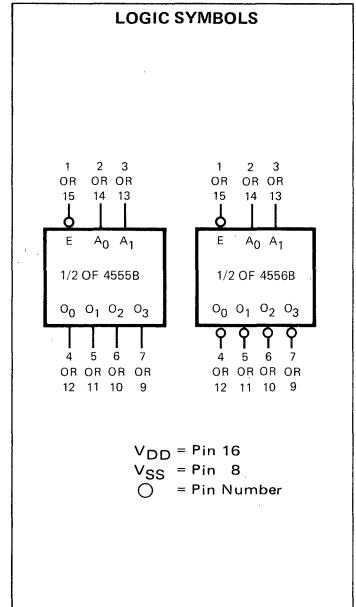 LOGIC SYMBOLS
1 2 3
OR OR OR
15 14 13
E A0 A1
1/2 OF 4555B
O0 O1 O2 O3
4 5 6 7
OR OR OR OR
12 11 10 9
1 2 3
OR OR OR
15 14 13
E A0 A1
1/2 OF 4556B
O0 O1 O2 O3
4 5 6 7
OR OR OR OR
12 11 10 9
VDD = Pin 16
VSS = Pin 8
○ = Pin Number